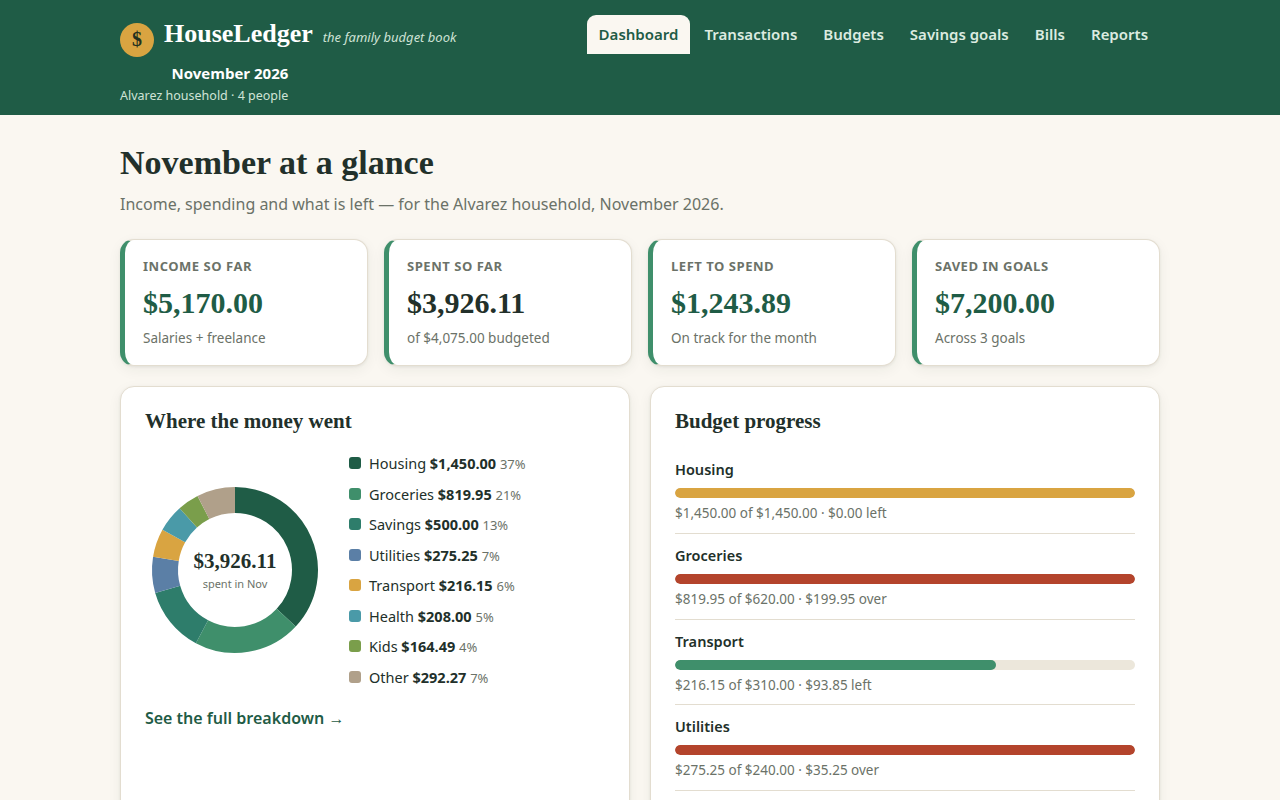 $ HouseLedger the family budget book
Dashboard Transactions Budgets Savings goals Bills Reports
November 2026
Alvarez household · 4 people
November at a glance
Income, spending and what is left — for the Alvarez household, November 2026.
INCOME SO FAR
$5,170.00
Salaries + freelance
SPENT SO FAR
$3,926.11
of $4,075.00 budgeted
LEFT TO SPEND
$1,243.89
On track for the month
SAVED IN GOALS
$7,200.00
Across 3 goals
Where the money went
$3,926.11
spent in Nov
Housing $1,450.00 37%
Groceries $819.95 21%
Savings $500.00 13%
Utilities $275.25 7%
Transport $216.15 6%
Health $208.00 5%
Kids $164.49 4%
Other $292.27 7%
See the full breakdown →
Budget progress
Housing
$1,450.00 of $1,450.00 · $0.00 left
Groceries
$819.95 of $620.00 · $199.95 over
Transport
$216.15 of $310.00 · $93.85 left
Utilities
$275.25 of $240.00 · $35.25 over